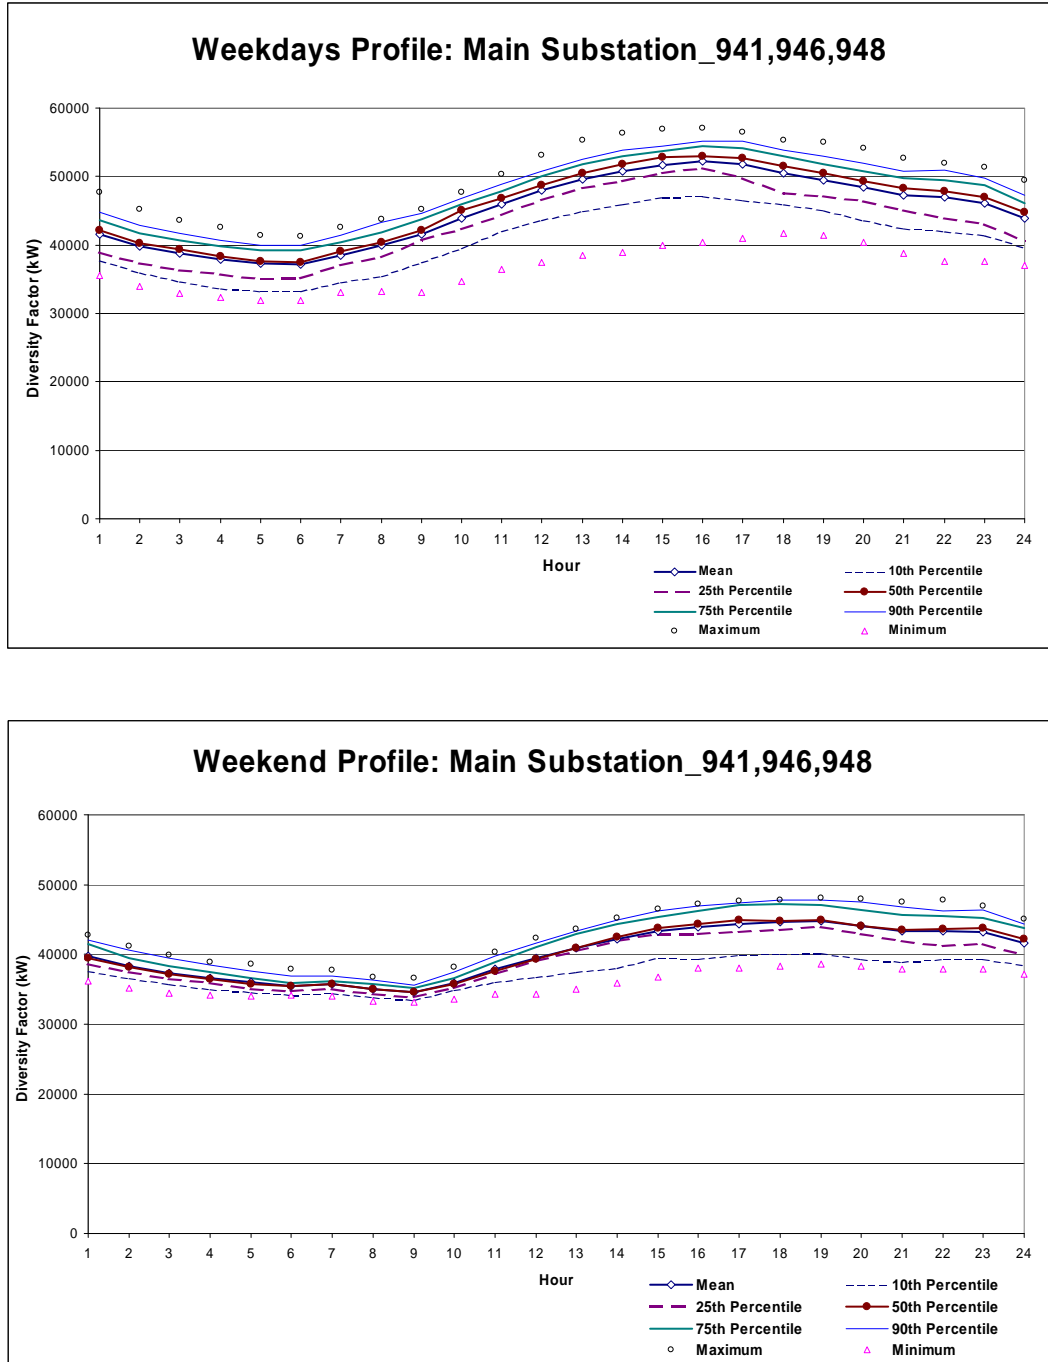 Weekdays Profile: Main Substation_941,946,948
60000
50000
40000
30000
20000
10000
0
Diversity Factor (kW)
1 2 3 4 5 6 7 8 9 10 11 12 13 14 15 16 17 18 19 20 21 22 23 24
Hour
Mean 10th Percentile
25th Percentile 50th Percentile
75th Percentile 90th Percentile
Maximum Minimum
Weekend Profile: Main Substation_941,946,948
60000
50000
40000
30000
20000
10000
0
Diversity Factor (kW)
1 2 3 4 5 6 7 8 9 10 11 12 13 14 15 16 17 18 19 20 21 22 23 24
Hour
Mean 10th Percentile
25th Percentile 50th Percentile
75th Percentile 90th Percentile
Maximum Minimum